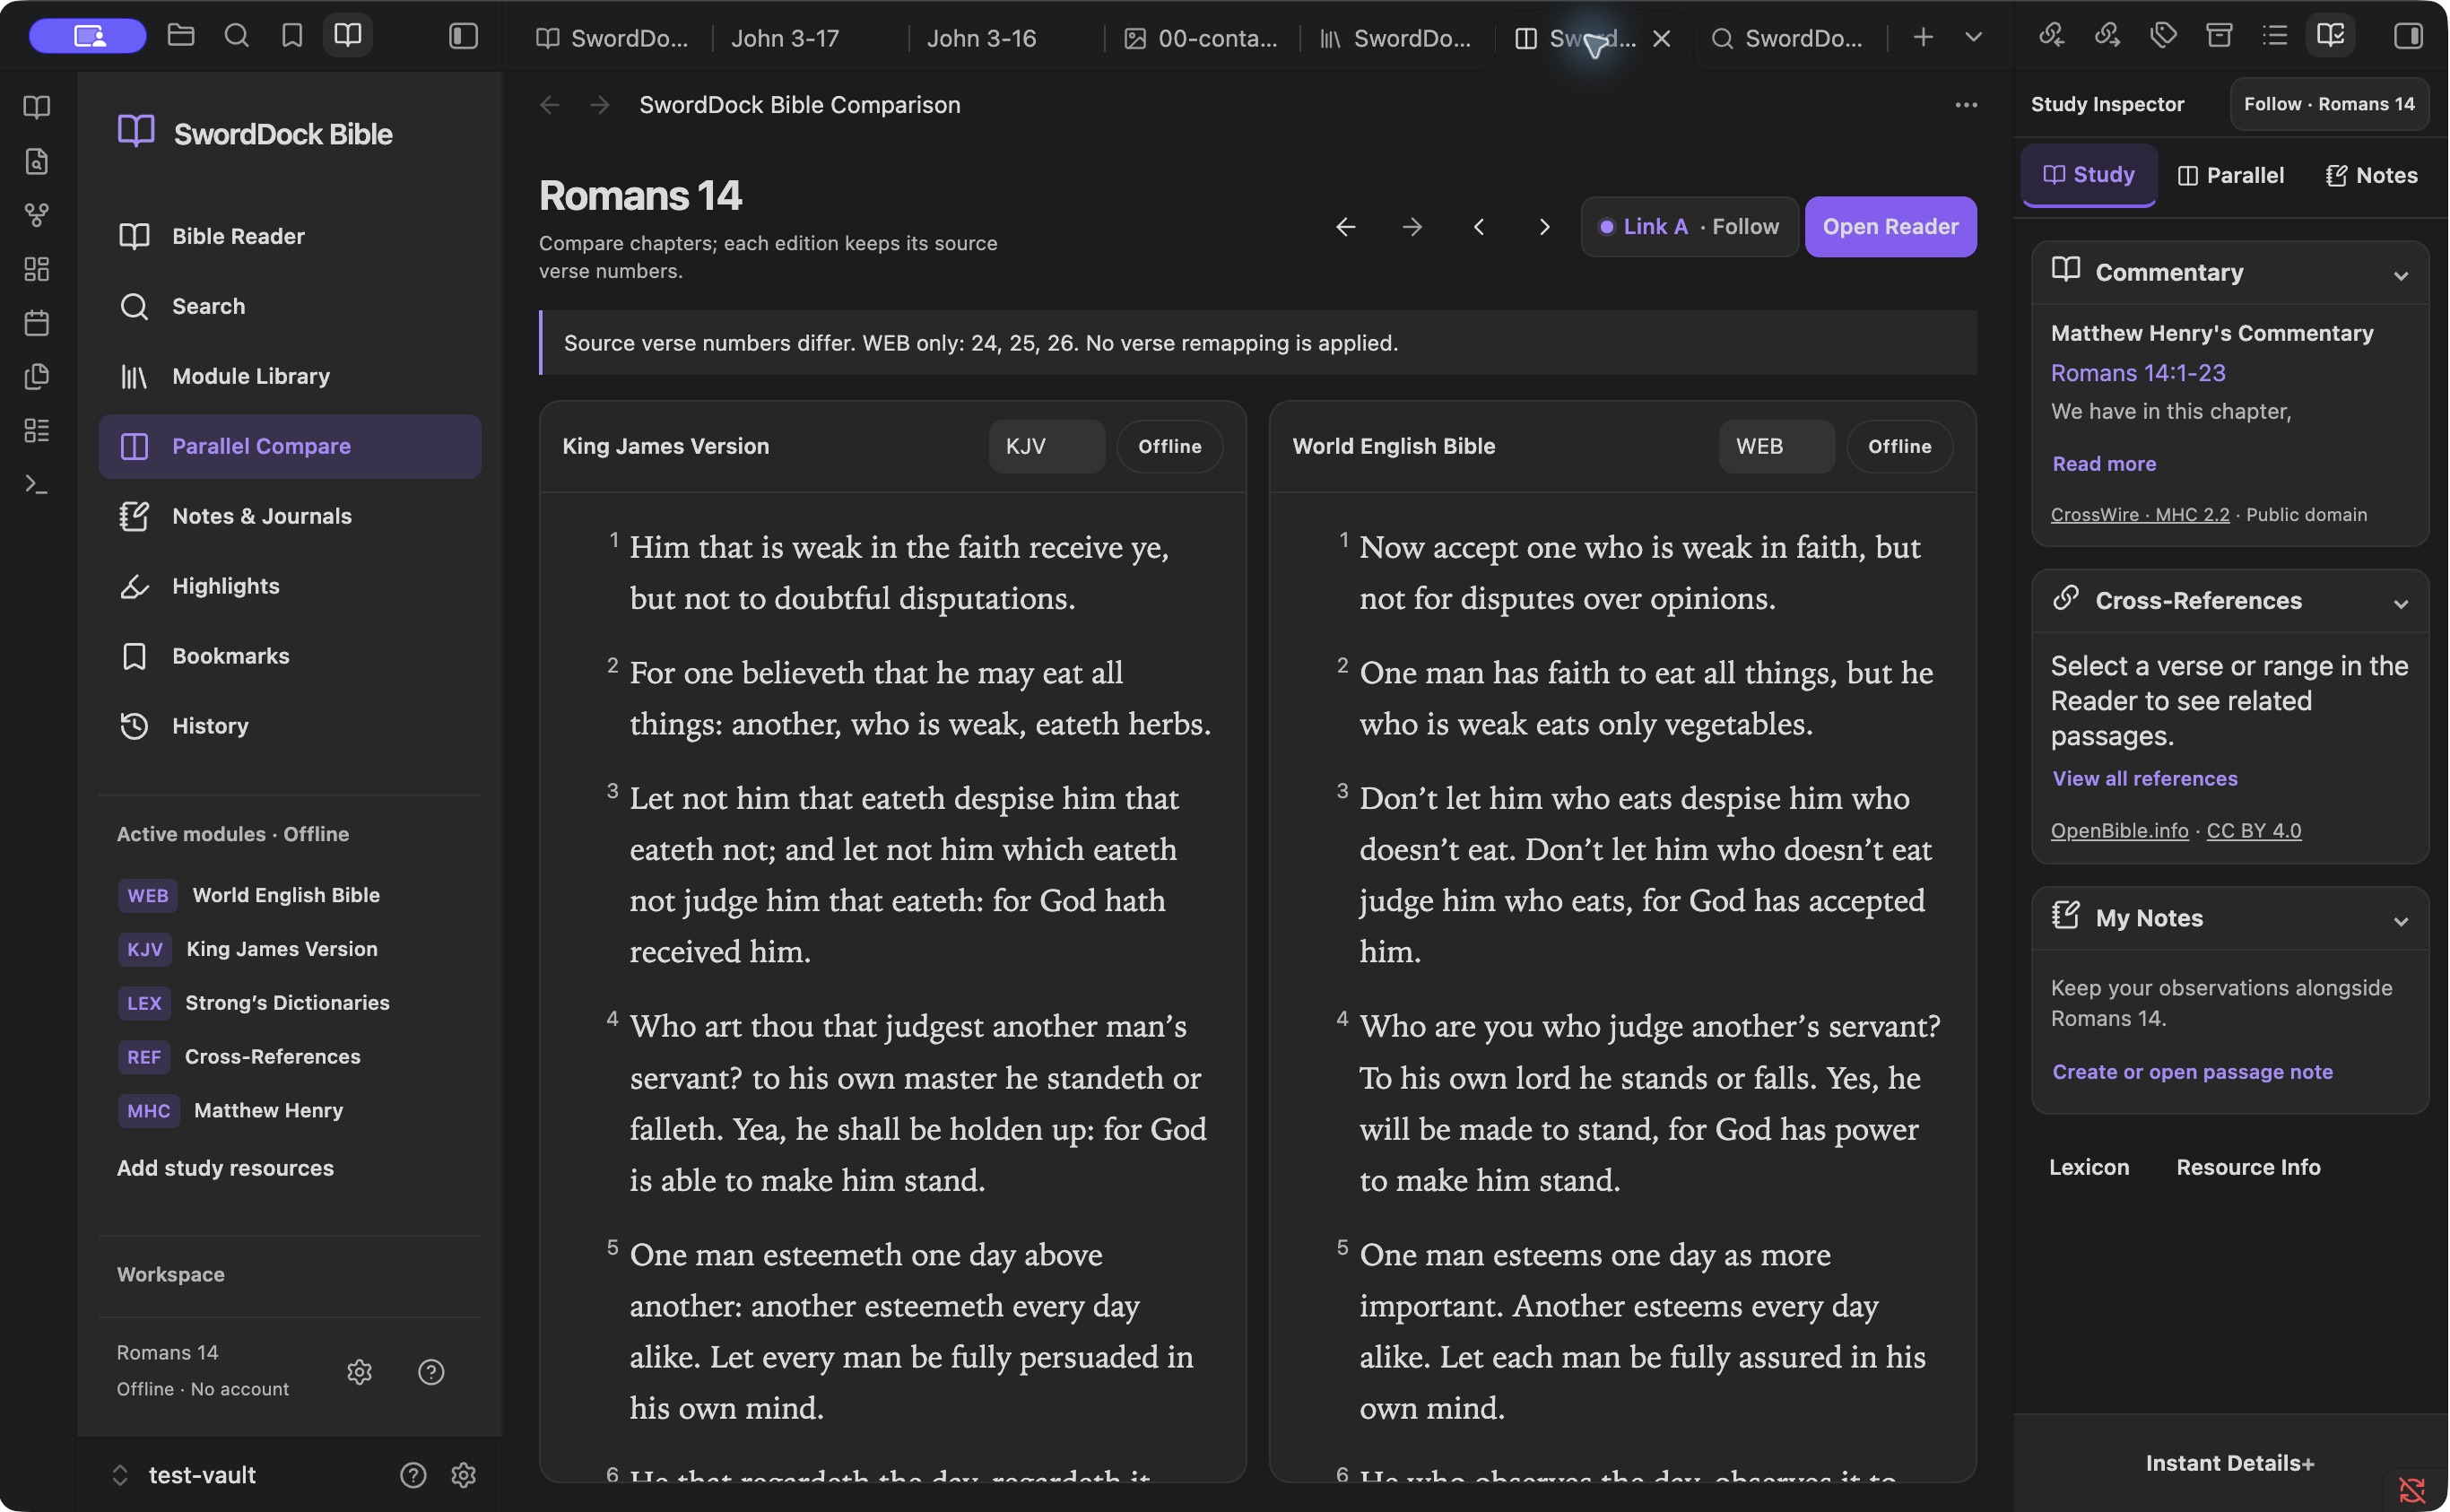 SwordDo...
John 3-17
John 3-16
00-conta...
SwordDo...
SwordDo...
SwordDock Bible
Bible Reader
Search
Module Library
Parallel Compare
Notes & Journals
Highlights
Bookmarks
History
Active modules · Offline
WEB World English Bible
KJV King James Version
LEX Strong’s Dictionaries
REF Cross-References
MHC Matthew Henry
Add study resources
Workspace
Romans 14
Offline · No account
test-vault
SwordDock Bible Comparison
Romans 14
Compare chapters; each edition keeps its source
verse numbers.
Link A · Follow
Open Reader
Source verse numbers differ. WEB only: 24, 25, 26. No verse remapping is applied.
King James Version KJV Offline
1 Him that is weak in the faith receive ye,
but not to doubtful disputations.
2 For one believeth that he may eat all
things: another, who is weak, eateth herbs.
3 Let not him that eateth despise him that
eateth not; and let not him which eateth
not judge him that eateth: for God hath
received him.
4 Who art thou that judgest another man’s
servant? to his own master he standeth or
falleth. Yea, he shall be holden up: for God
is able to make him stand.
5 One man esteemeth one day above
another: another esteemeth every day
alike. Let every man be fully persuaded in
his own mind.
6 He that regardeth the day, regardeth it
World English Bible WEB Offline
1 Now accept one who is weak in faith, but
not for disputes over opinions.
2 One man has faith to eat all things, but he
who is weak eats only vegetables.
3 Don’t let him who eats despise him who
doesn’t eat. Don’t let him who doesn’t eat
judge him who eats, for God has accepted
him.
4 Who are you who judge another’s servant?
To his own lord he stands or falls. Yes, he
will be made to stand, for God has power
to make him stand.
5 One man esteems one day as more
important. Another esteems every day
alike. Let each man be fully assured in his
own mind.
6 He who observes the day, observes it to
Study Inspector
Follow · Romans 14
Study
Parallel
Notes
Commentary
Matthew Henry's Commentary
Romans 14:1-23
We have in this chapter,
Read more
CrossWire · MHC 2.2 · Public domain
Cross-References
Select a verse or range in the
Reader to see related
passages.
View all references
OpenBible.info · CC BY 4.0
My Notes
Keep your observations alongside
Romans 14.
Create or open passage note
Lexicon
Resource Info
Instant Details+